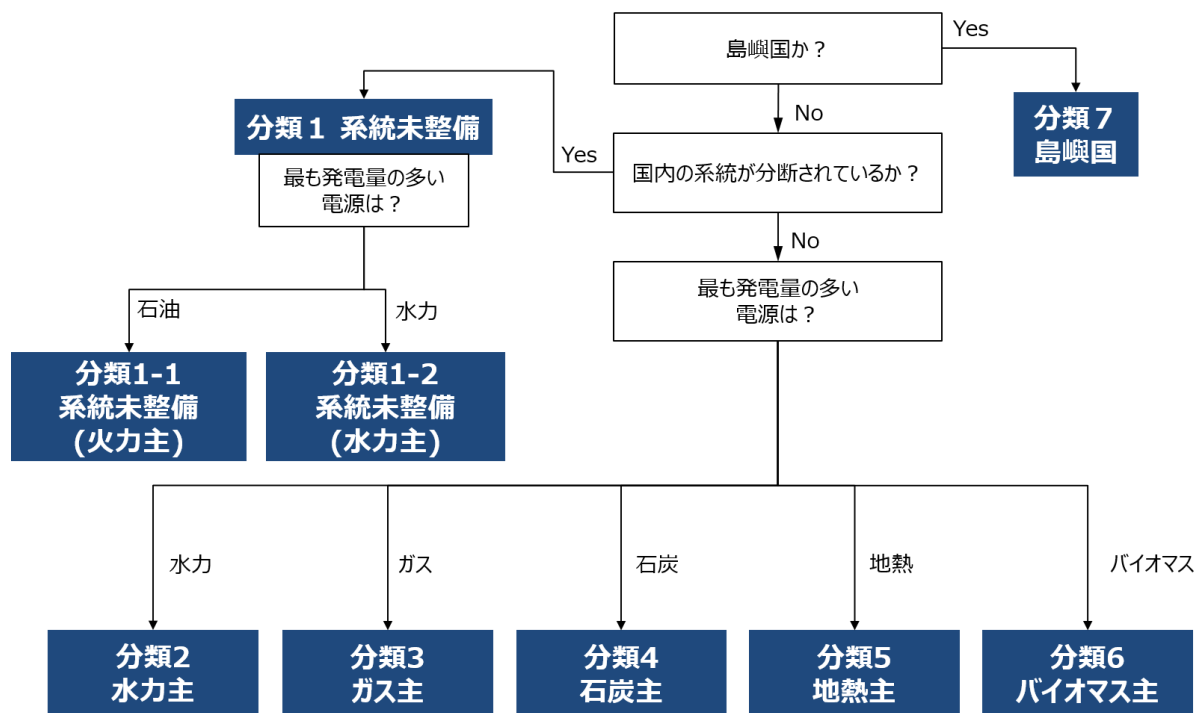 島嶼国か？
Yes
No
分類７
島嶼国
分類１ 系統未整備
Yes
国内の系統が分断されているか？
最も発電量の多い
電源は？
No
最も発電量の多い
電源は？
石油
水力
分類1-1
系統未整備
(火力主)
分類1-2
系統未整備
(水力主)
水力
ガス
石炭
地熱
バイオマス
分類2
水力主
分類3
ガス主
分類4
石炭主
分類5
地熱主
分類6
バイオマス主